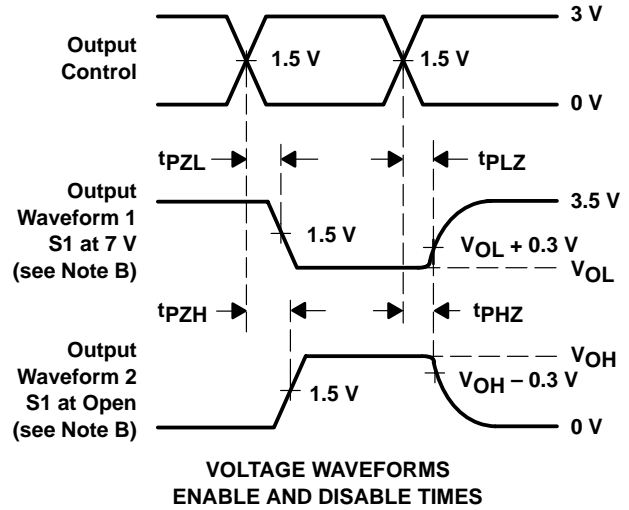 3 V
Output
Control
1.5 V
1.5 V
0 V
tPZL
tPLZ
Output
Waveform 1
S1 at 7 V
(see Note B)
3.5 V
1.5 V
VOL + 0.3 V
VOL
tPZH
tPHZ
Output
Waveform 2
S1 at Open
(see Note B)
VOH
1.5 V
VOH – 0.3 V
0 V
VOLTAGE WAVEFORMS
ENABLE AND DISABLE TIMES